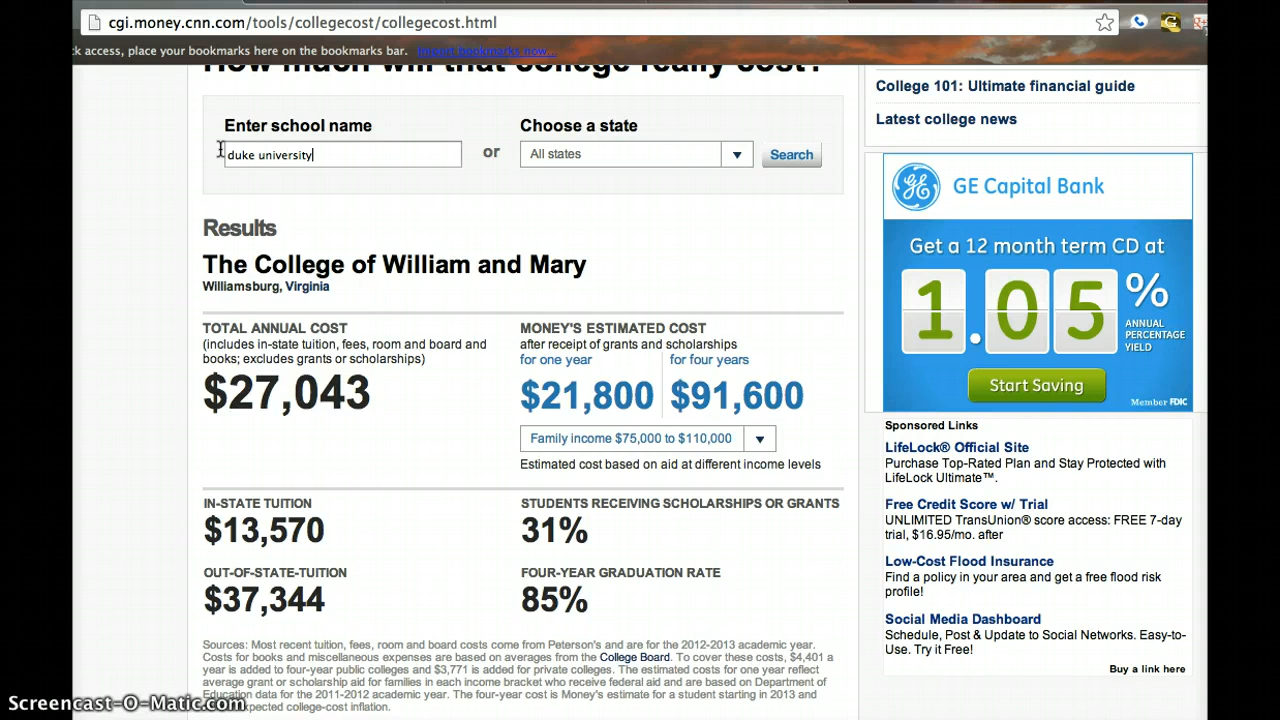 cgi.money.cnn.com/tools/collegecost/collegecost.html
ck access, place your bookmarks here on the bookmarks bar. Import bookmarks now...
How much will that college really cost?
Enter school name
Choose a state
duke university
or
All states
Search
Results
The College of William and Mary
Williamsburg, Virginia
TOTAL ANNUAL COST
(includes in-state tuition, fees, room and board and
books; excludes grants or scholarships)
$27,043
MONEY'S ESTIMATED COST
after receipt of grants and scholarships
for one year
for four years
$21,800
$91,600
Family income $75,000 to $110,000
Estimated cost based on aid at different income levels
IN-STATE TUITION
$13,570
STUDENTS RECEIVING SCHOLARSHIPS OR GRANTS
31%
OUT-OF-STATE-TUITION
$37,344
FOUR-YEAR GRADUATION RATE
85%
Sources: Most recent tuition, fees, room and board costs come from Peterson's and are for the 2012-2013 academic year.
Costs for books and miscellaneous expenses are based on averages from the College Board. To cover these costs, $4,401 a
year is added to four-year public colleges and $3,771 is added for private colleges. The estimated costs for one year reflect
average grant or scholarship aid for families in each income bracket who receive federal aid and are based on Department of
Education data for the 2011-2012 academic year. The four-year cost is Money's estimate for a student starting in 2013 and
expected college-cost inflation.
College 101: Ultimate financial guide
Latest college news
GE Capital Bank
Get a 12 month term CD at
1.05%
ANNUAL
PERCENTAGE
YIELD
Start Saving
Member FDIC
Sponsored Links
LifeLock® Official Site
Purchase Top-Rated Plan and Stay Protected with
LifeLock Ultimate™.
Free Credit Score w/ Trial
UNLIMITED TransUnion® score access: FREE 7-day
trial, $16.95/mo. after
Low-Cost Flood Insurance
Find a policy in your area and get a free flood risk
profile!
Social Media Dashboard
Schedule, Post & Update to Social Networks. Easy-to-
Use. Try it Free!
Buy a link here
Screencast-O-Matic.com